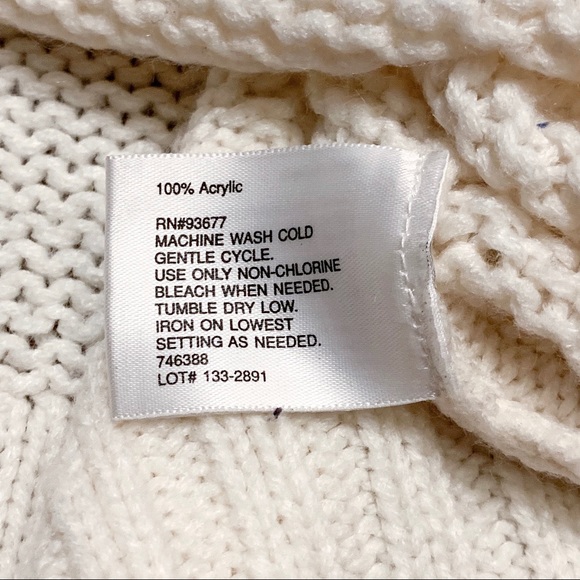 100% Acrylic
RN#93677
MACHINE WASH COLD
GENTLE CYCLE.
USE ONLY NON-CHLORINE
BLEACH WHEN NEEDED.
TUMBLE DRY LOW.
IRON ON LOWEST
SETTING AS NEEDED.
746388
LOT# 133-2891